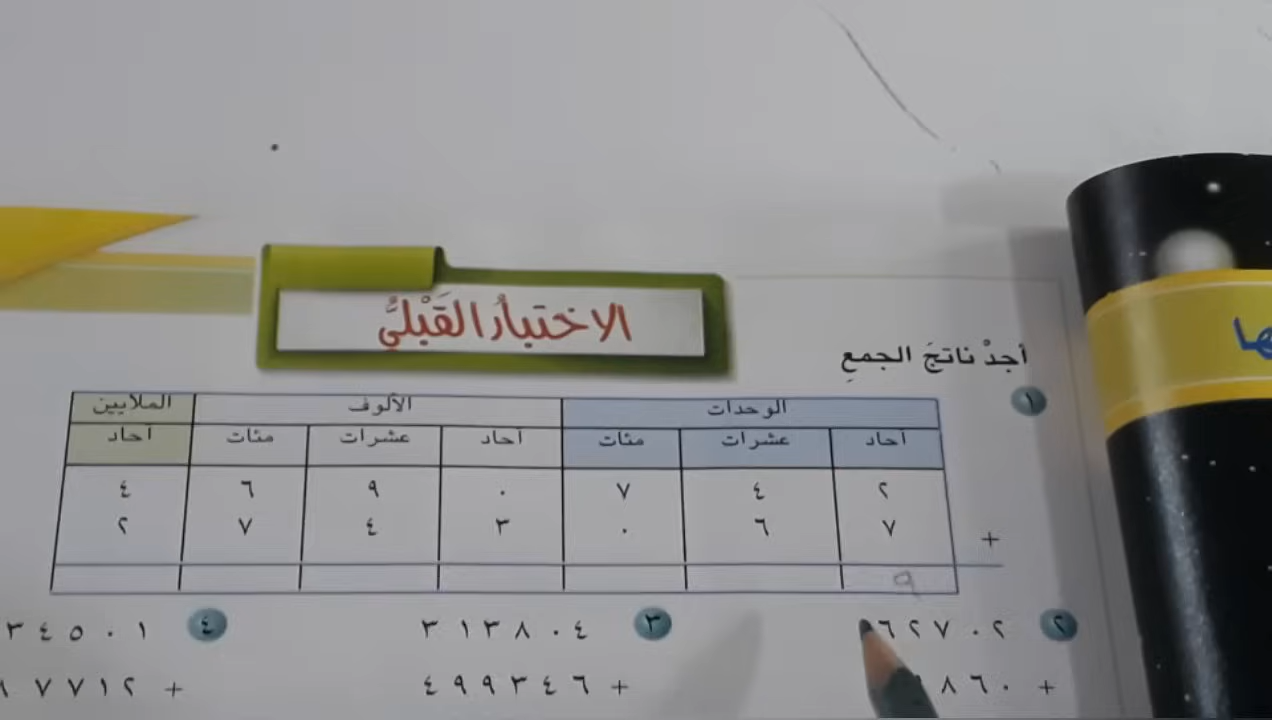 الاختبار القَبْليُّ
أجدْ ناتجَ الجمعِ
١
الوحدات الألوف الملايين
آحاد عشرات مئات آحاد عشرات مئات آحاد
٢ ٤ ٧ ٠ ٩ ٦ ٤
٧ ٦ ٠ ٣ ٤ ٧ ٢
+
٩
٢ ٦٢٧٠٢
٣ ٣١٣٨٠٤
٤ ٣٤٥٠١
+ ٨٦٠
+ ٤٩٩٣٤٦
+ ٧٧١٢
ها